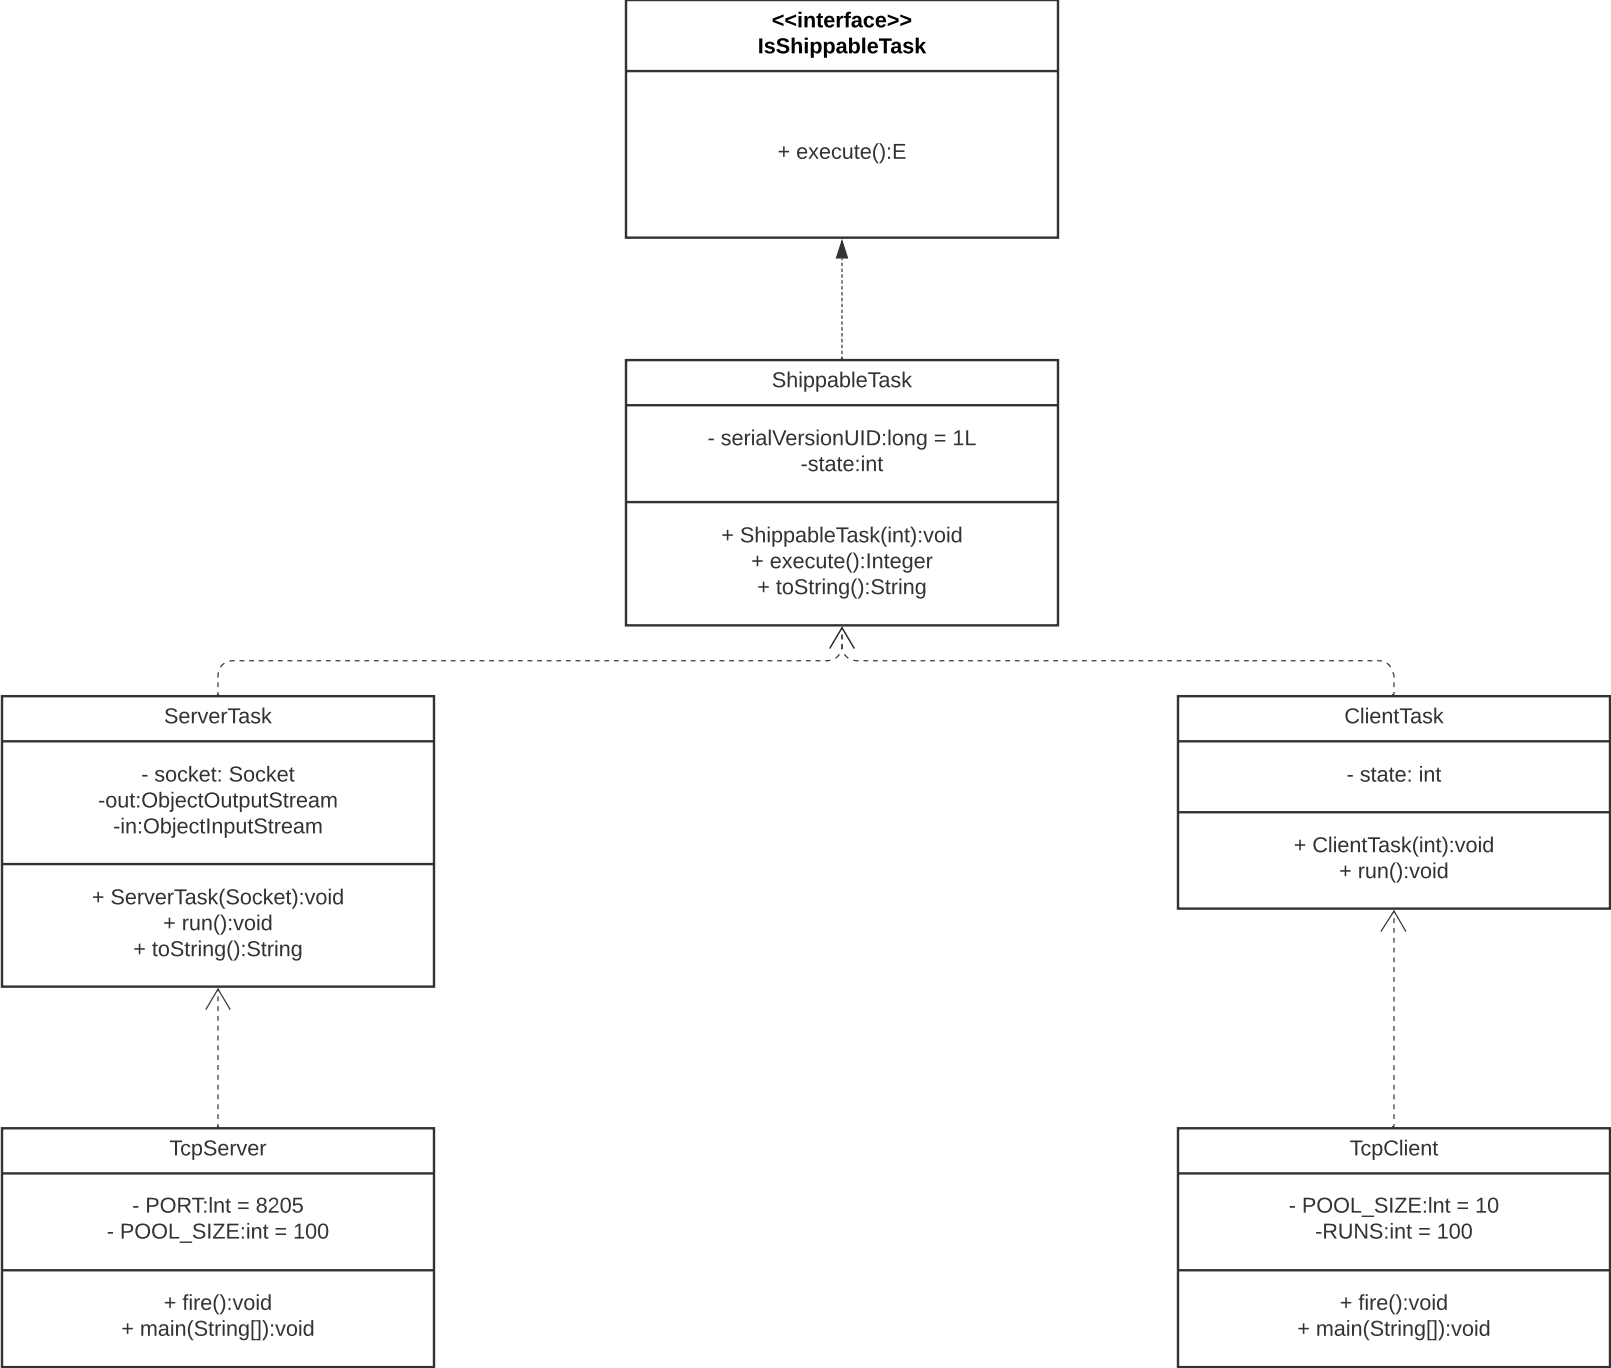 <<interface>>
IsShippableTask
+ execute():E
ShippableTask
- serialVersionUID:long = 1L
-state:int
+ ShippableTask(int):void
+ execute():Integer
+ toString():String
ServerTask
- socket: Socket
-out:ObjectOutputStream
-in:ObjectInputStream
+ ServerTask(Socket):void
+ run():void
+ toString():String
ClientTask
- state: int
+ ClientTask(int):void
+ run():void
TcpServer
- PORT:Int = 8205
- POOL_SIZE:int = 100
+ fire():void
+ main(String[]):void
TcpClient
- POOL_SIZE:Int = 10
-RUNS:int = 100
+ fire():void
+ main(String[]):void